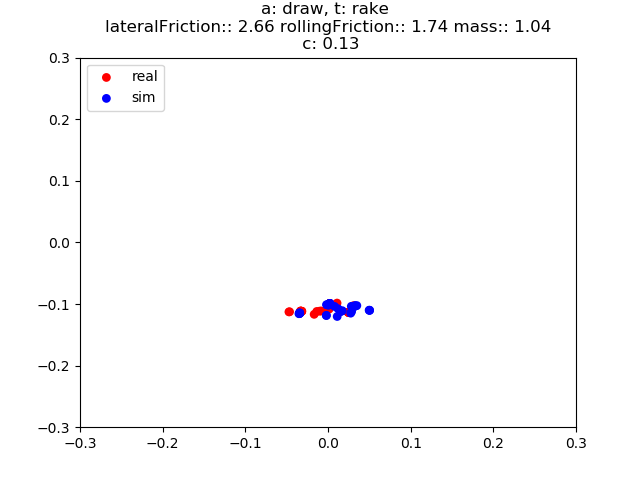 a: draw, t: rake
lateralFriction:: 2.66 rollingFriction:: 1.74 mass:: 1.04
c: 0.13
real
sim
0.3
0.2
0.1
0.0
−0.1
−0.2
−0.3
−0.3 −0.2 −0.1 0.0 0.1 0.2 0.3